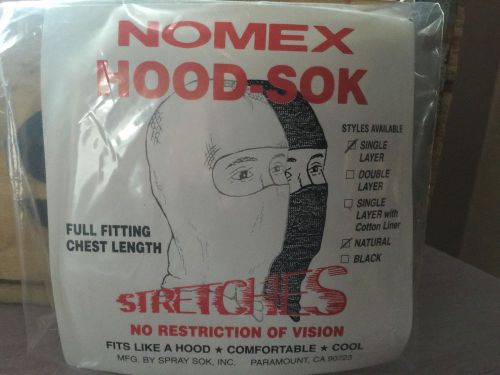 NOMEX
HOOD-SOK
STYLES AVAILABLE
SINGLE
LAYER
DOUBLE
LAYER
SINGLE
LAYER with
Cotton Liner
NATURAL
BLACK
FULL FITTING
CHEST LENGTH
STRETCHES
NO RESTRICTION OF VISION
FITS LIKE A HOOD ★ COMFORTABLE ★ COOL
MFG. BY SPRAY SOK, INC. PARAMOUNT, CA 90723